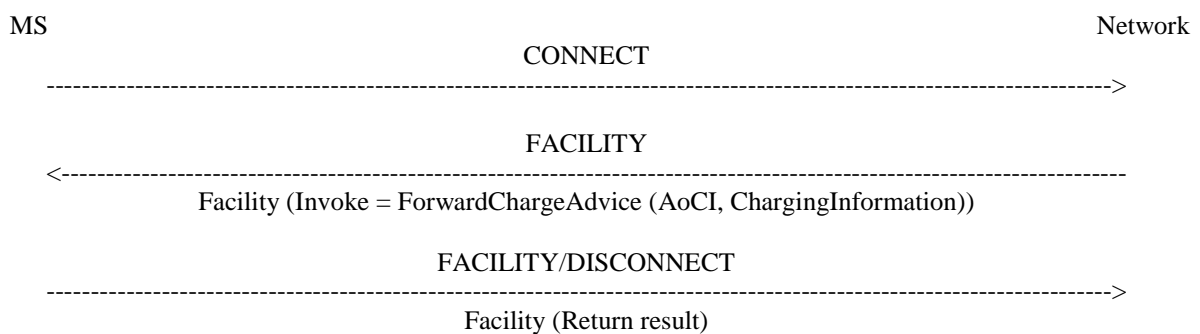 MS Network
CONNECT
FACILITY
Facility (Invoke = ForwardChargeAdvice (AoCI, ChargingInformation))
FACILITY/DISCONNECT
Facility (Return result)